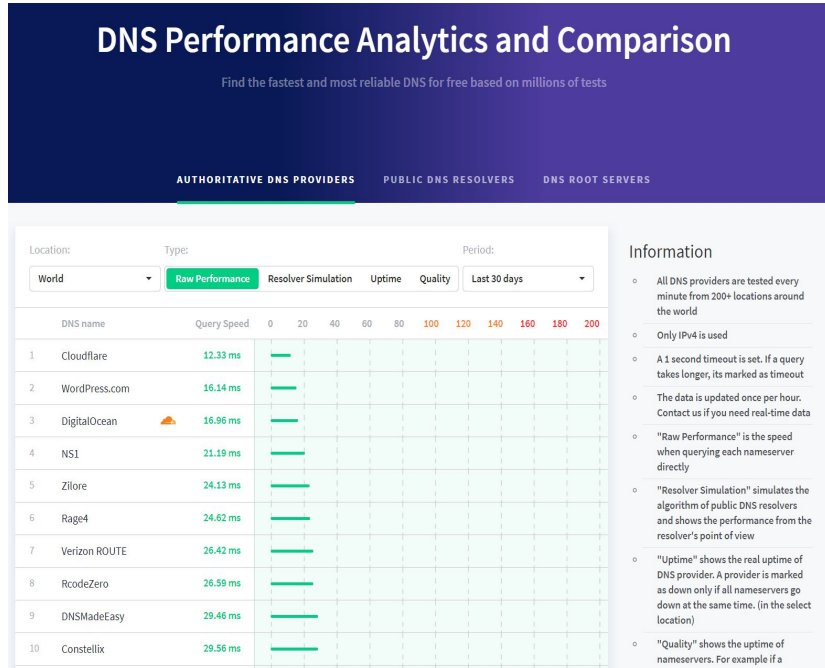 DNS Performance Analytics and Comparison
Find the fastest and most reliable DNS for free based on millions of tests
AUTHORITATIVE DNS PROVIDERS PUBLIC DNS RESOLVERS DNS ROOT SERVERS
Location: Type: Period:
World Raw Performance Resolver Simulation Uptime Quality Last 30 days
DNS name Query Speed 0 20 40 60 80 100 120 140 160 180 200
1 Cloudflare 12.33 ms
2 WordPress.com 16.14 ms
3 DigitalOcean 16.96 ms
4 NS1 21.19 ms
5 Zilore 24.13 ms
6 Rage4 24.62 ms
7 Verizon ROUTE 26.42 ms
8 RcodeZero 26.59 ms
9 DNSMadeEasy 29.46 ms
10 Constellix 29.56 ms
Information
All DNS providers are tested every
minute from 200+ locations around
the world
Only IPv4 is used
A 1 second timeout is set. If a query
takes longer, its marked as timeout
The data is updated once per hour.
Contact us if you need real-time data
"Raw Performance" is the speed
when querying each nameserver
directly
"Resolver Simulation" simulates the
algorithm of public DNS resolvers
and shows the performance from the
resolver's point of view
"Uptime" shows the real uptime of
DNS provider. A provider is marked
as down only if all nameservers go
down at the same time. (in the select
location)
"Quality" shows the uptime of
nameservers. For example if a